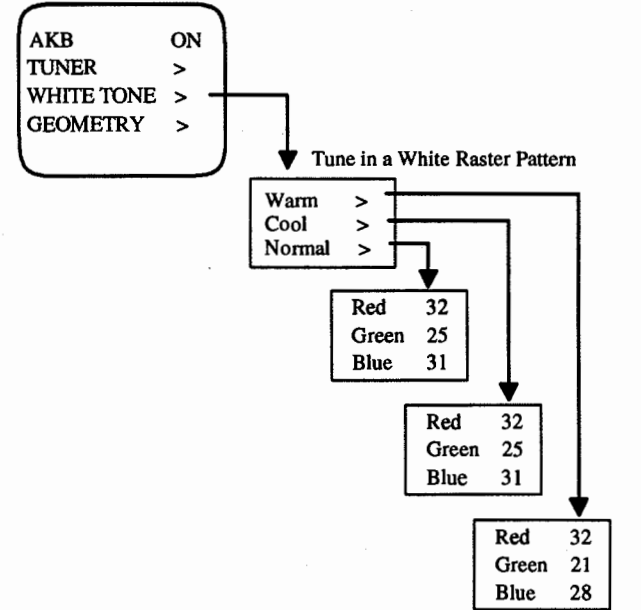 AKB ON
TUNER >
WHITE TONE >
GEOMETRY >
Tune in a White Raster Pattern
Warm >
Cool >
Normal >
Red 32
Green 25
Blue 31
Red 32
Green 25
Blue 31
Red 32
Green 21
Blue 28